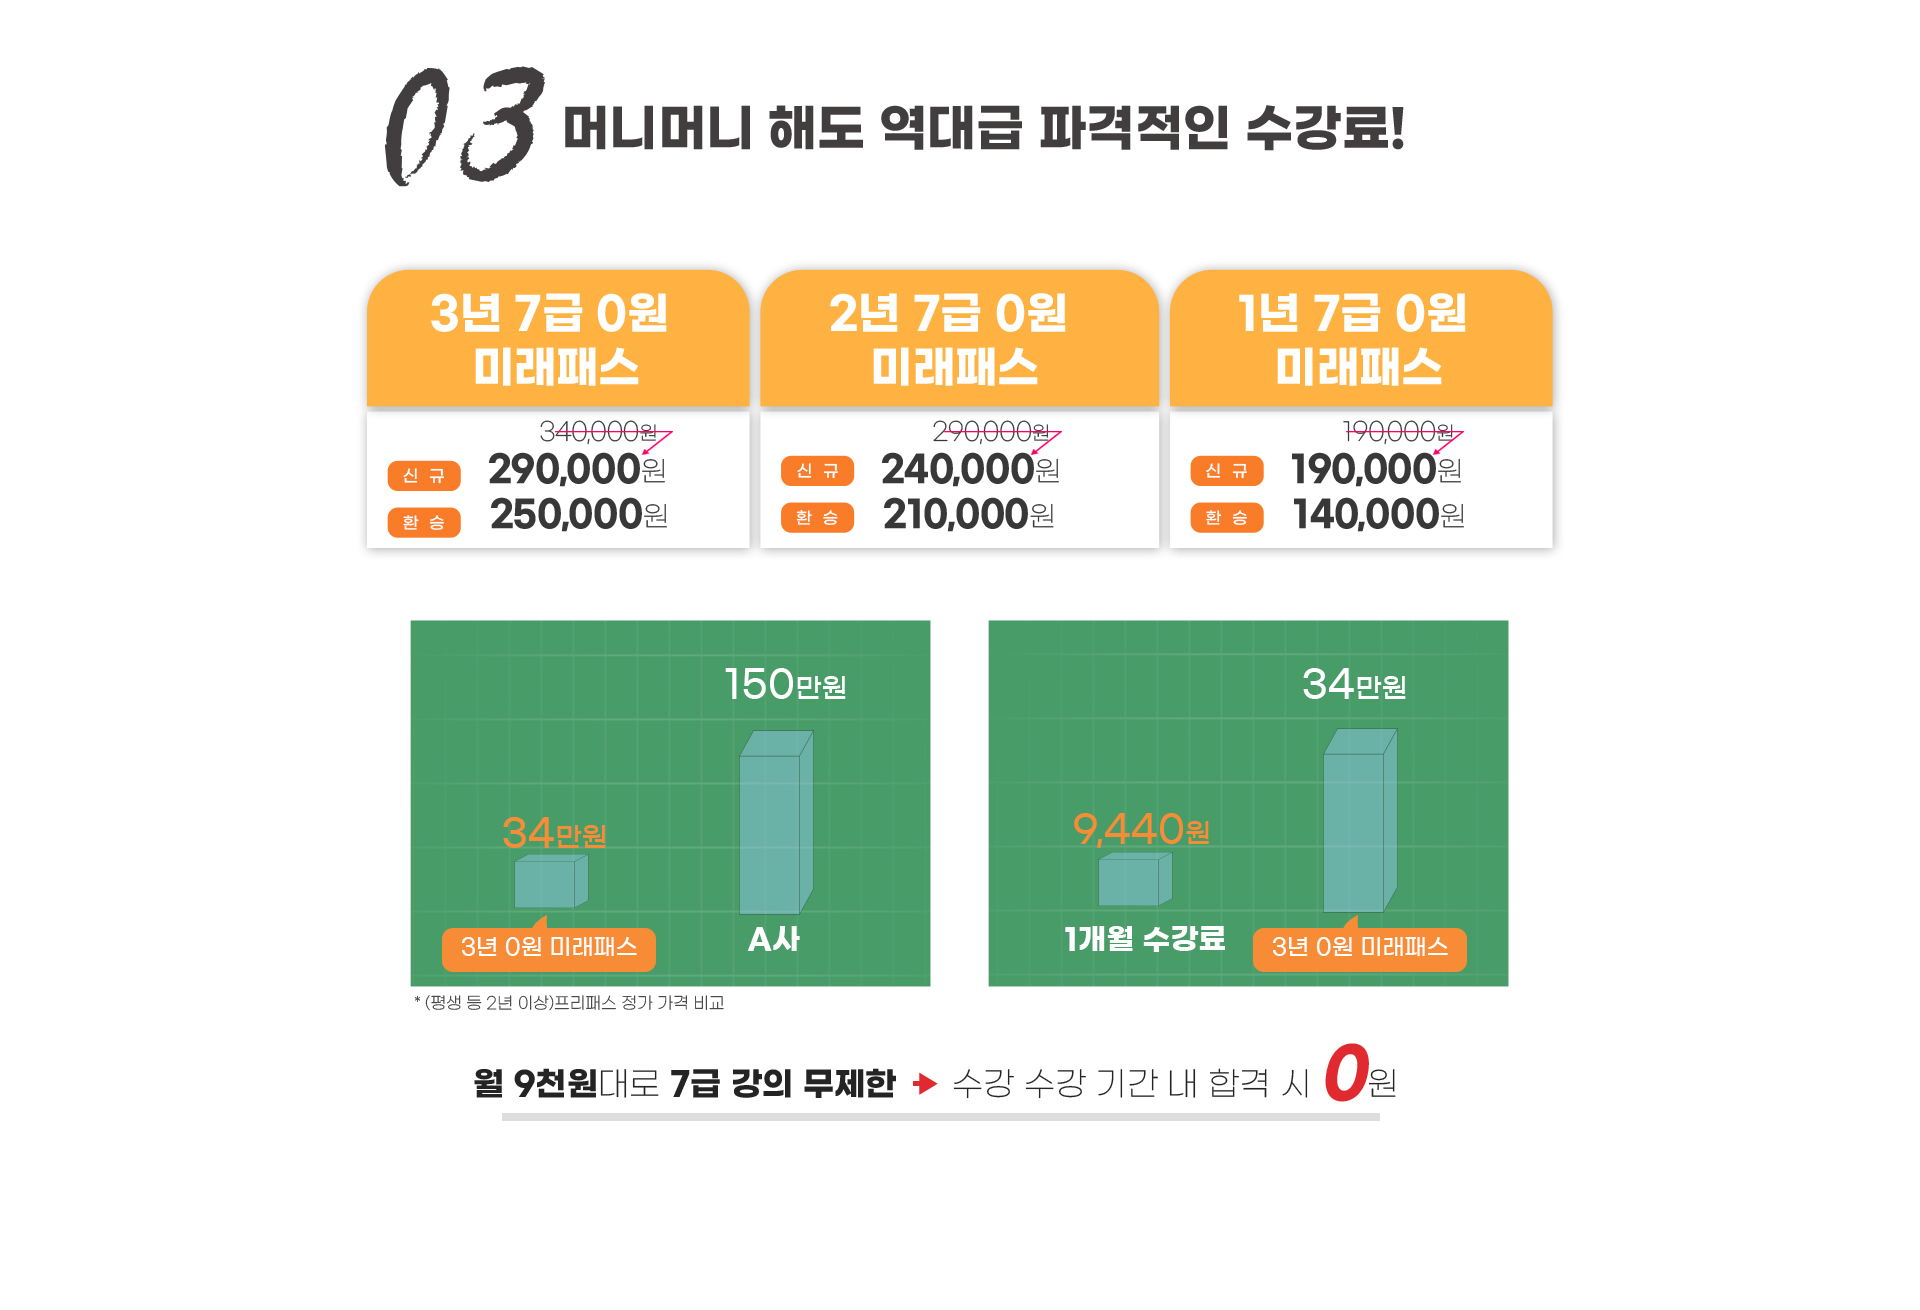 03 머니머니 해도 역대급 파격적인 수강료!
3년 7급 0원
미래패스
340,000원
신규 290,000원
환승 250,000원
2년 7급 0원
미래패스
290,000원
신규 240,000원
환승 210,000원
1년 7급 0원
미래패스
190,000원
신규 190,000원
환승 140,000원
150만원
34만원
3년 0원 미래패스
A사
34만원
9,440원
1개월 수강료
3년 0원 미래패스
* (평생 등 2년 이상)프리패스 정가 가격 비교
월 9천원대로 7급 강의 무제한 수강 수강 기간 내 합격 시 0원